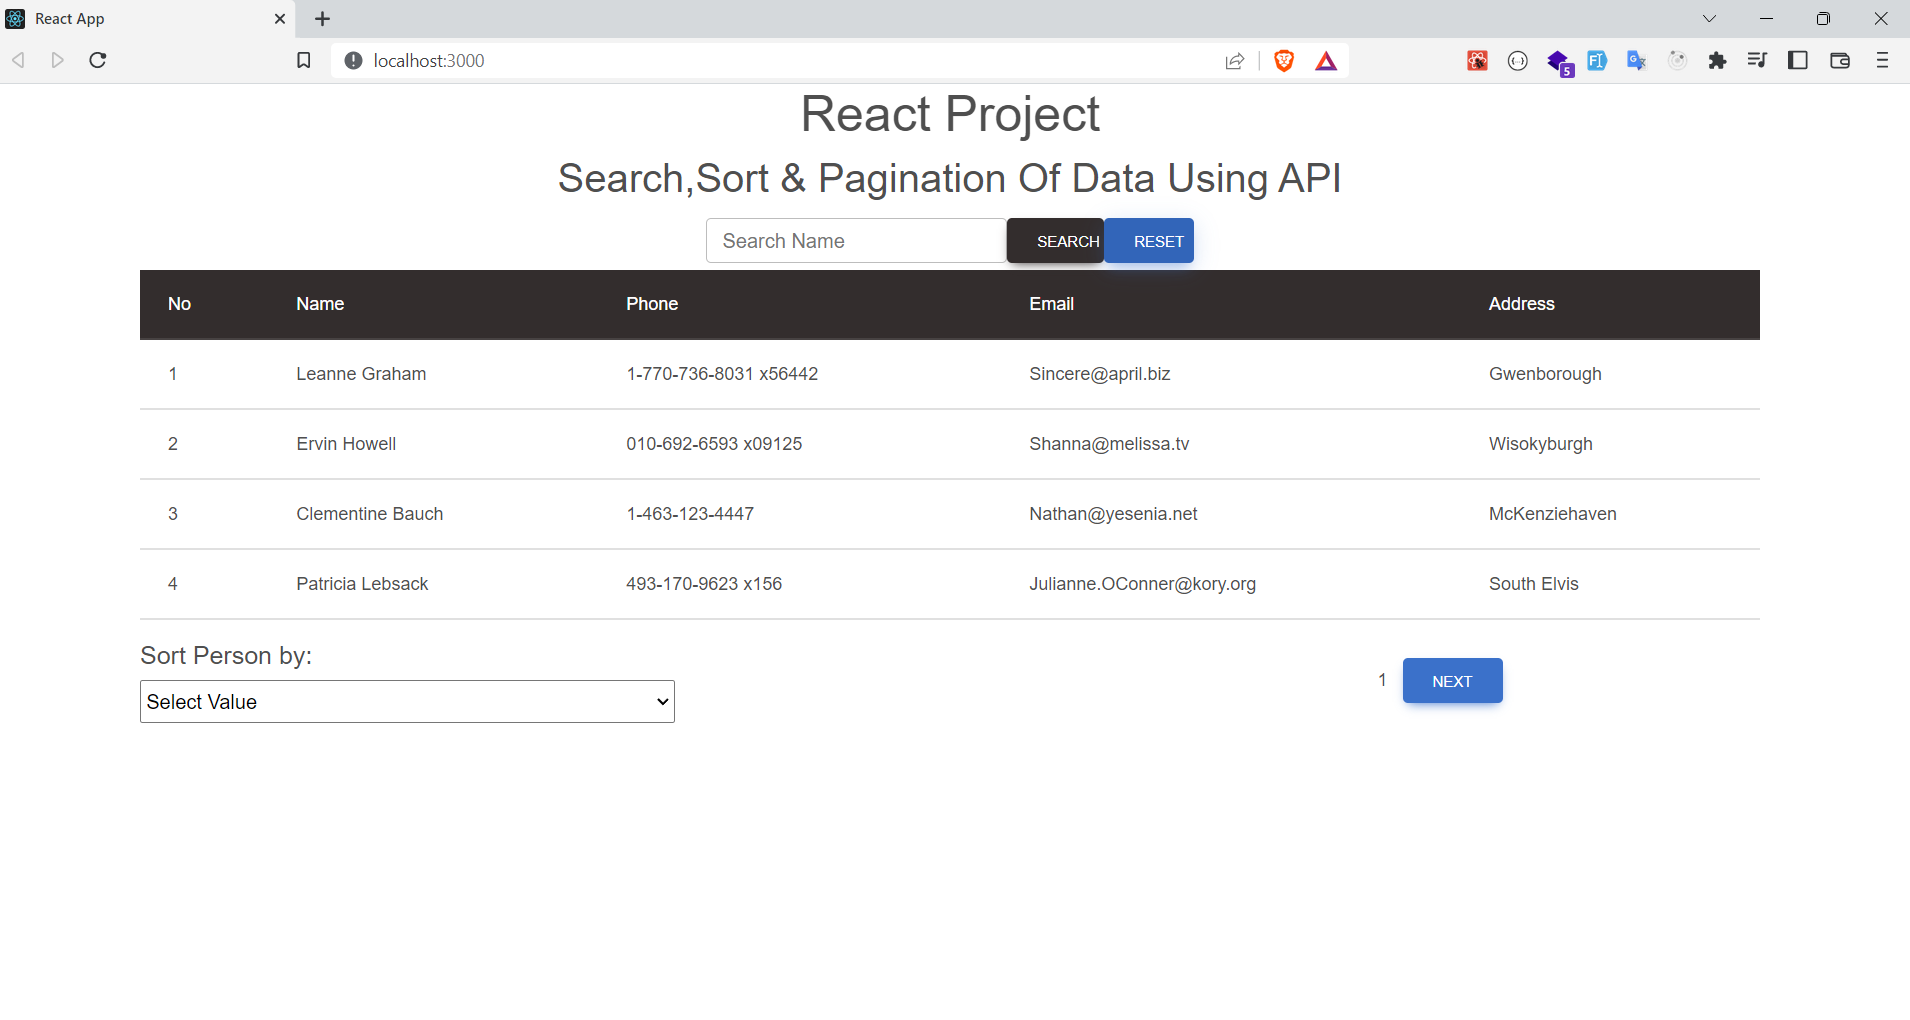 React App
localhost:3000
5
React Project
Search,Sort & Pagination Of Data Using API
Search Name SEARCH RESET
No Name Phone Email Address
1 Leanne Graham 1-770-736-8031 x56442 Sincere@april.biz Gwenborough
2 Ervin Howell 010-692-6593 x09125 Shanna@melissa.tv Wisokyburgh
3 Clementine Bauch 1-463-123-4447 Nathan@yesenia.net McKenziehaven
4 Patricia Lebsack 493-170-9623 x156 Julianne.OConner@kory.org South Elvis
Sort Person by:
Select Value
1 NEXT